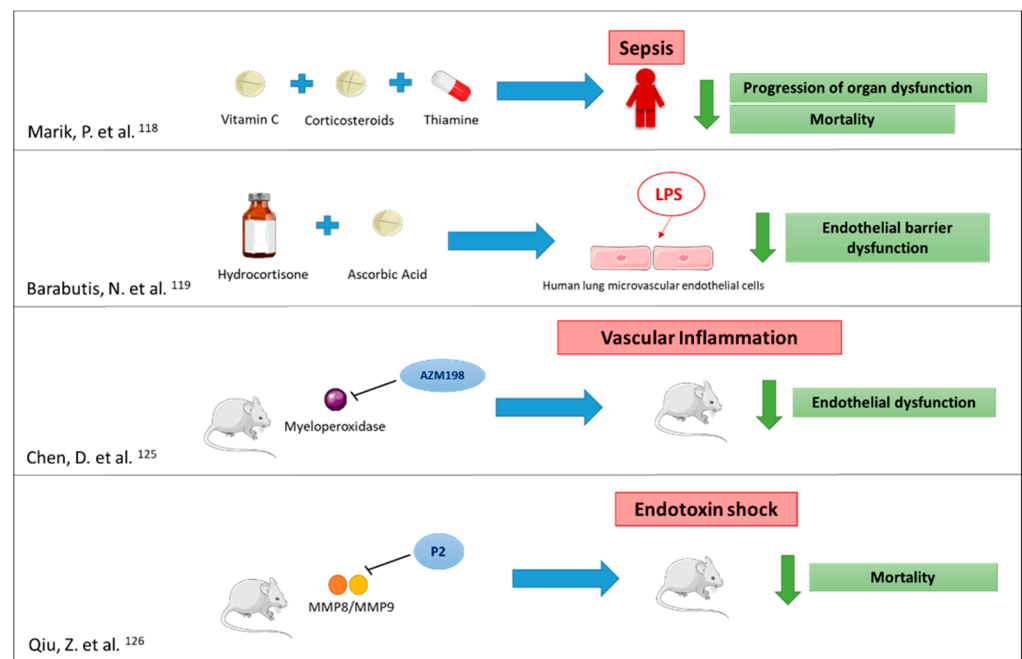 Sepsis
Vitamin C
Corticosteroids
Thiamine
Progression of organ dysfunction
Mortality
Marik, P. et al. 118
LPS
Hydrocortisone
Ascorbic Acid
Human lung microvascular endothelial cells
Endothelial barrier
dysfunction
Barabutis, N. et al. 119
Vascular Inflammation
AZM198
Myeloperoxidase
Endothelial dysfunction
Chen, D. et al. 125
Endotoxin shock
P2
MMP8/MMP9
Mortality
Qiu, Z. et al. 126